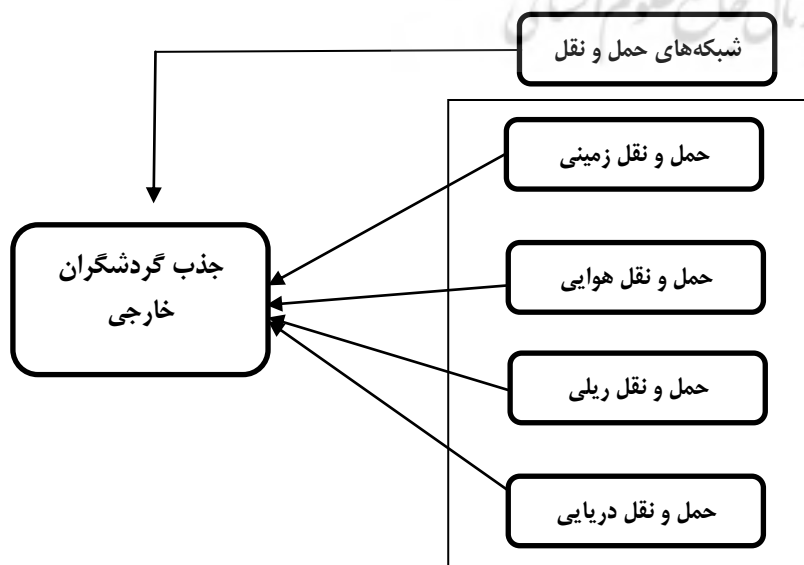 شبکه‌های حمل و نقل
حمل و نقل زمینی
جذب گردشگران
خارجی
حمل و نقل هوایی
حمل و نقل ریلی
حمل و نقل دریایی